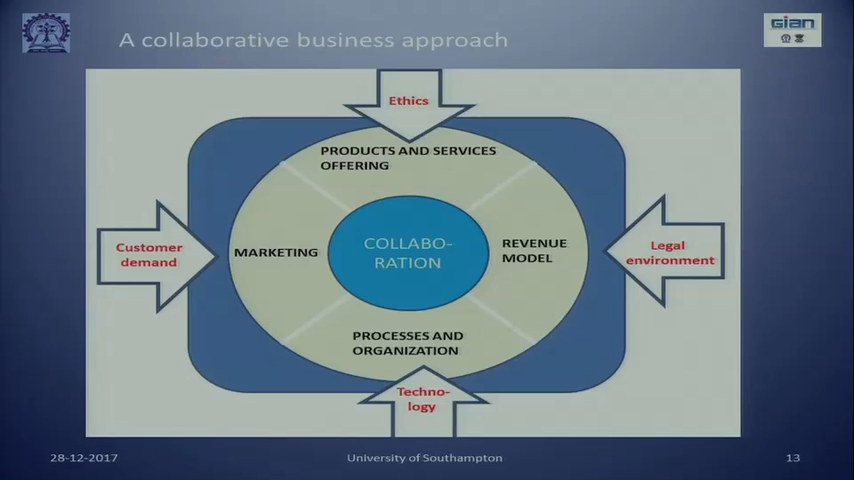 A collaborative business approach
GIAN
Ethics
PRODUCTS AND SERVICES
OFFERING
Customer
demand
MARKETING
COLLABO-
RATION
REVENUE
MODEL
Legal
environment
PROCESSES AND
ORGANIZATION
Techno-
logy
28-12-2017
University of Southampton
13